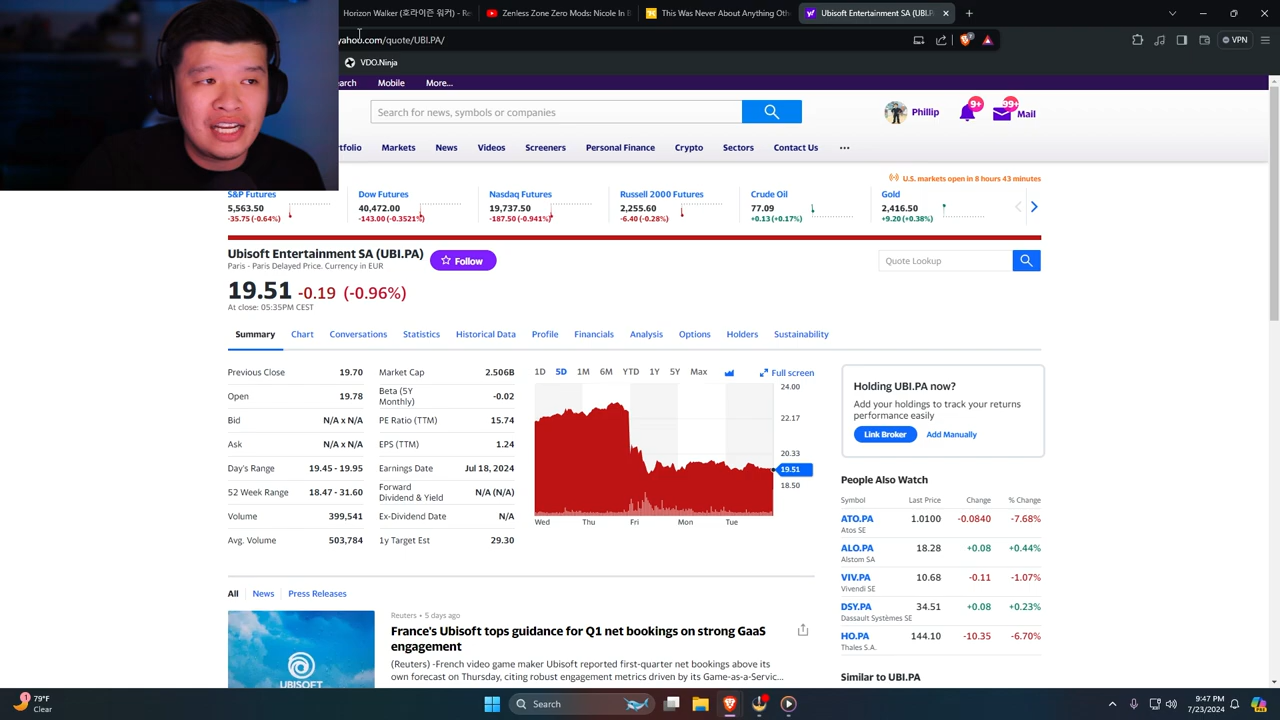 Horizon Walker (호라이즌 워커) - Re
Zenless Zone Zero Mods: Nicole In B
This Was Never About Anything Oth
Ubisoft Entertainment SA (UBI.P
yahoo.com/quote/UBI.PA/
VPN
VDO.Ninja
earch
Mobile
More...
Search for news, symbols or companies
Phillip
9+
99+
Mail
tfolio
Markets
News
Videos
Screeners
Personal Finance
Crypto
Sectors
Contact Us
U.S. markets open in 8 hours 43 minutes
S&P Futures
5,563.50
-35.75 (-0.64%)
Dow Futures
40,472.00
-143.00 (-0.3521%)
Nasdaq Futures
19,737.50
-187.50 (-0.941%)
Russell 2000 Futures
2,255.60
-6.40 (-0.28%)
Crude Oil
77.09
+0.13 (+0.17%)
Gold
2,416.50
+9.20 (+0.38%)
Ubisoft Entertainment SA (UBI.PA)
Follow
Paris - Paris Delayed Price. Currency in EUR
Quote Lookup
19.51 -0.19 (-0.96%)
At close: 05:35PM CEST
Summary
Chart
Conversations
Statistics
Historical Data
Profile
Financials
Analysis
Options
Holders
Sustainability
Previous Close 19.70
Open 19.78
Bid N/A x N/A
Ask N/A x N/A
Day's Range 19.45 - 19.95
52 Week Range 18.47 - 31.60
Volume 399,541
Avg. Volume 503,784
Market Cap 2.506B
Beta (5Y
Monthly) -0.02
PE Ratio (TTM) 15.74
EPS (TTM) 1.24
Earnings Date Jul 18, 2024
Forward
Dividend & Yield N/A (N/A)
Ex-Dividend Date N/A
1y Target Est 29.30
1D 5D 1M 6M YTD 1Y 5Y Max
Full screen
24.00
22.17
20.33
19.51
18.50
Wed Thu Fri Mon Tue
Holding UBI.PA now?
Add your holdings to track your returns
performance easily
Link Broker
Add Manually
People Also Watch
Symbol Last Price Change % Change
ATO.PA 1.0100 -0.0840 -7.68%
Atos SE
ALO.PA 18.28 +0.08 +0.44%
Alstom SA
VIV.PA 10.68 -0.11 -1.07%
Vivendi SE
DSY.PA 34.51 +0.08 +0.23%
Dassault Systèmes SE
HO.PA 144.10 -10.35 -6.70%
Thales S.A.
Similar to UBI.PA
All
News
Press Releases
UBISOFT
Reuters • 5 days ago
France's Ubisoft tops guidance for Q1 net bookings on strong GaaS
engagement
(Reuters) -French video game maker Ubisoft reported first-quarter net bookings above its
own forecast on Thursday, citing robust engagement metrics driven by its Game-as-a-Servic...
1
79°F
Clear
Search
9:47 PM
7/23/2024